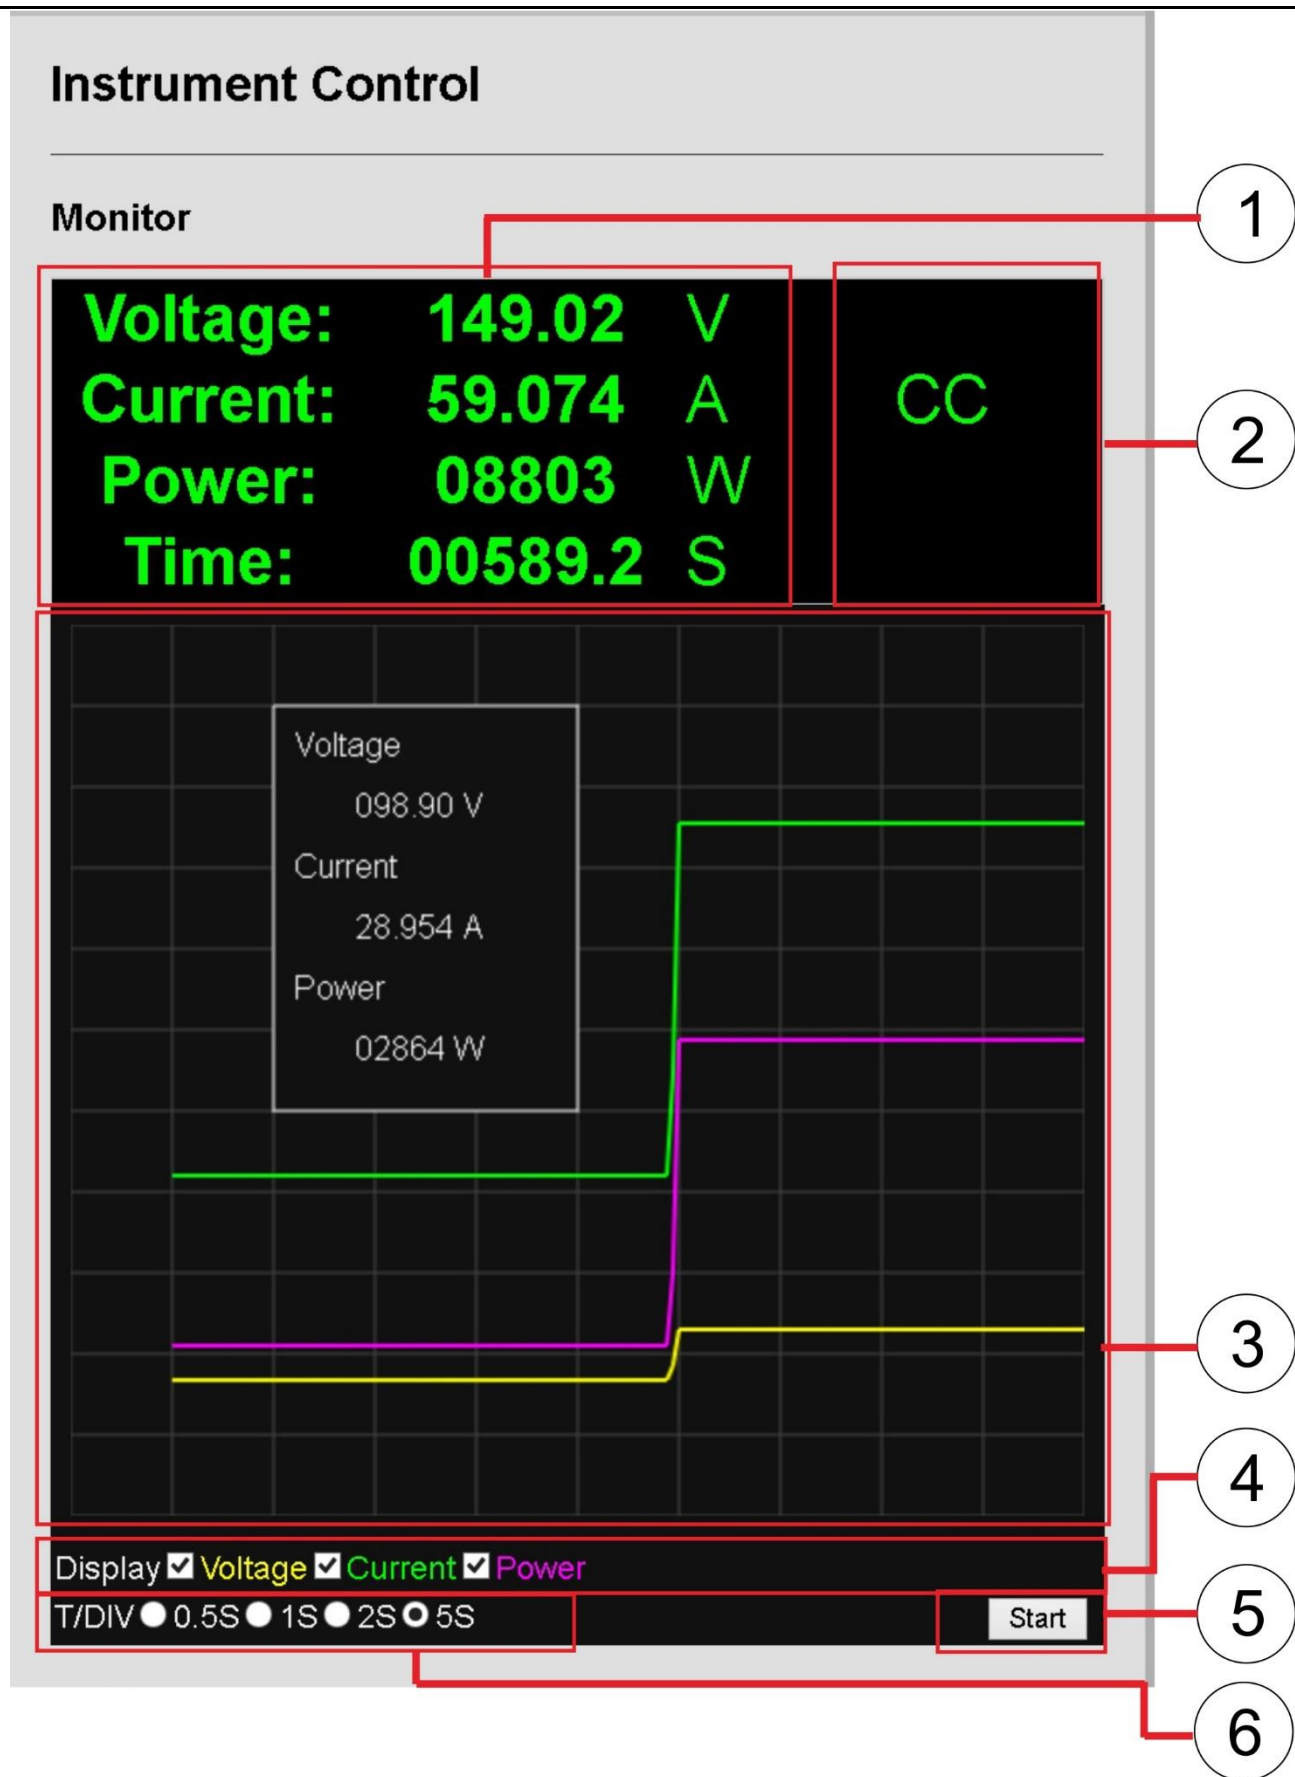 Instrument Control
Monitor
1
Voltage: 149.02 V
Current: 59.074 A CC
2
Power: 08803 W
Time: 00589.2 S
Voltage
098.90 V
Current
28.954 A
Power
02864 W
3
4
Display Voltage Current Power
T/DIV 0.5S 1S 2S 5S Start
5
6